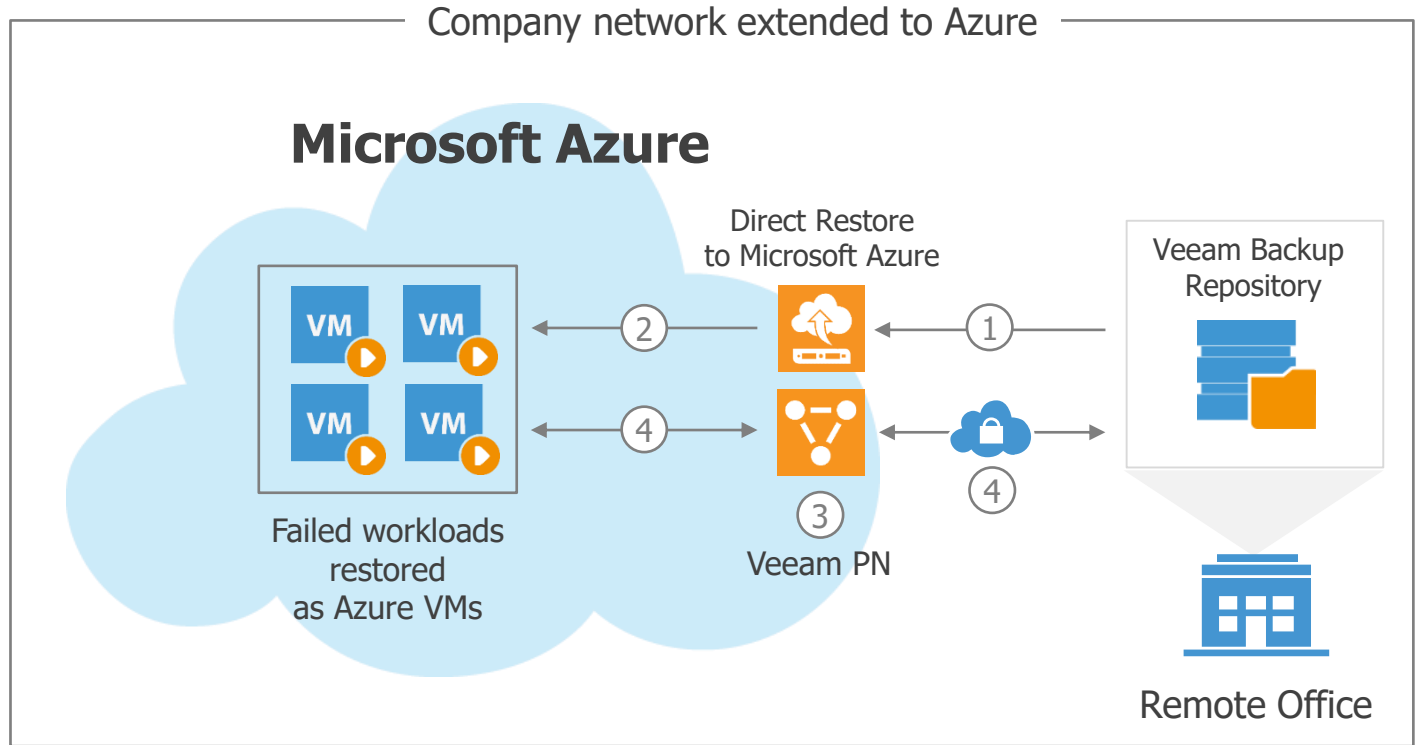 Company network extended to Azure
Microsoft Azure
Direct Restore
to Microsoft Azure
Veeam Backup
Repository
VM
VM
2
1
VM
VM
4
4
3
Failed workloads
restored
as Azure VMs
Veeam PN
Remote Office